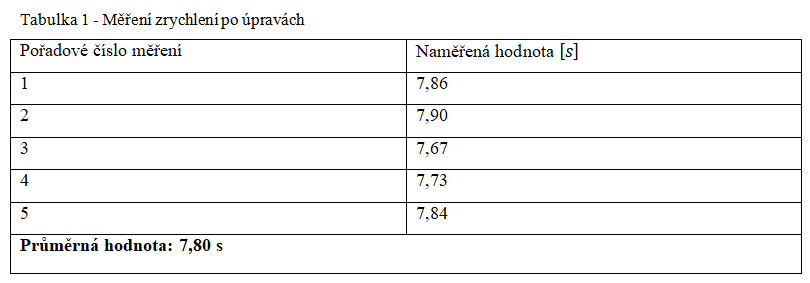 Tabulka 1 - Měření zrychlení po úpravách
Pořadové číslo měření Naměřená hodnota [s]
1 7,86
2 7,90
3 7,67
4 7,73
5 7,84
Průměrná hodnota: 7,80 s